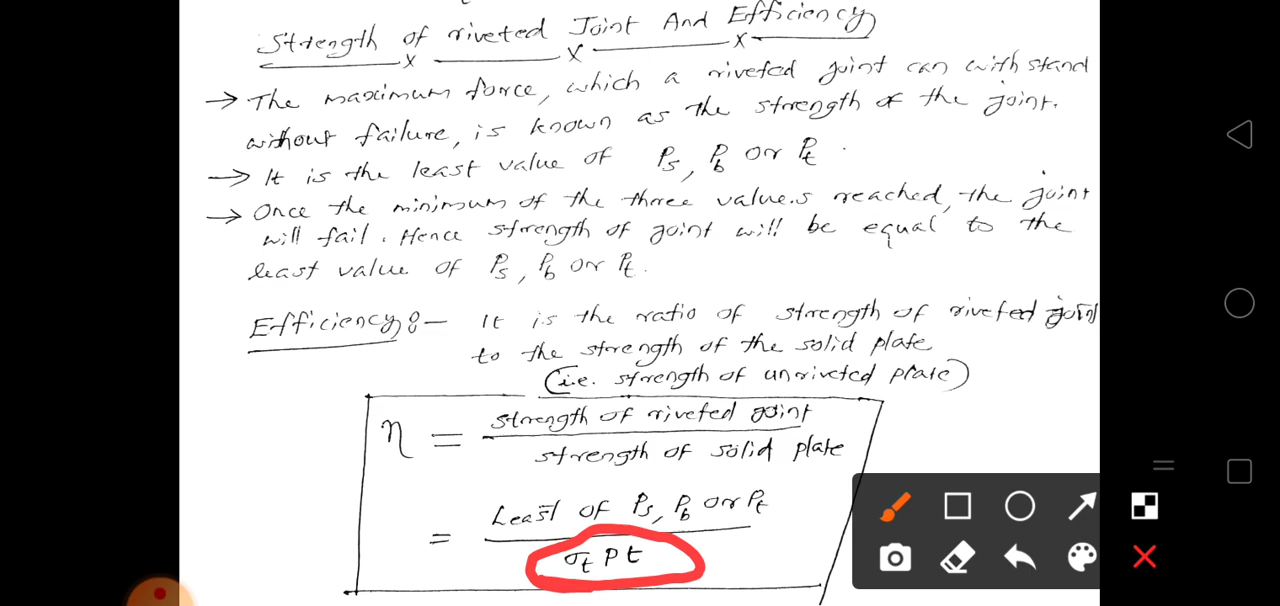 Strength of riveted Joint And Efficiency
→ The maximum force, which a riveted joint can withstand
without failure, is known as the strength of the joint.
→ It is the least value of Ps, Pb or Pt.
→ Once the minimum of the three values reached, the joint
will fail. Hence strength of joint will be equal to the
least value of Ps, Pb or Pt.
Efficiency:- It is the ratio of strength of riveted joint
to the strength of the solid plate
(i.e. strength of unriveted plate)
η = strength of riveted joint
strength of solid plate
= Least of Ps, Pb or Pt
σt p t